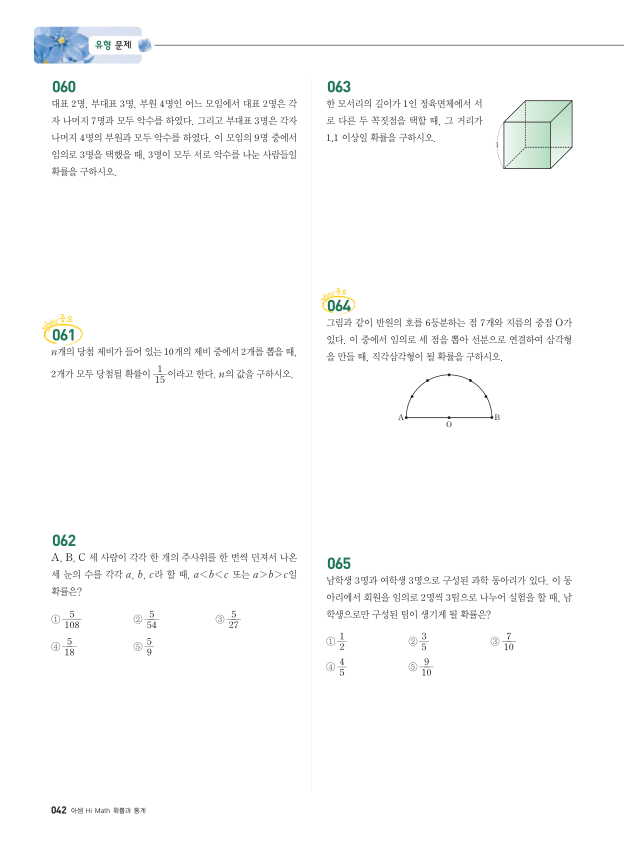 유형 문제
060
대표 2명, 부대표 3명, 부원 4명인 어느 모임에서 대표 2명은 각
자 나머지 7명과 모두 악수를 하였다. 그리고 부대표 3명은 각자
나머지 4명의 부원과 모두 악수를 하였다. 이 모임의 9명 중에서
임의로 3명을 택했을 때, 3명이 모두 서로 악수를 나눈 사람들일
확률을 구하시오.
중요
061
n개의 당첨 제비가 들어 있는 10개의 제비 중에서 2개를 뽑을 때,
2개가 모두 당첨될 확률이 1/15이라고 한다. n의 값을 구하시오.
062
A, B, C 세 사람이 각각 한 개의 주사위를 한 번씩 던져서 나온
세 눈의 수를 각각 a, b, c라 할 때, a<b<c 또는 a>b>c일
확률은?
① 5/108 ② 5/54 ③ 5/27
④ 5/18 ⑤ 5/9
063
한 모서리의 길이가 1인 정육면체에서 서
로 다른 두 꼭짓점을 택할 때, 그 거리가
1.1 이상일 확률을 구하시오.
1
중요
064
그림과 같이 반원의 호를 6등분하는 점 7개와 지름의 중점 O가
있다. 이 중에서 임의로 세 점을 뽑아 선분으로 연결하여 삼각형
을 만들 때, 직각삼각형이 될 확률을 구하시오.
A O B
065
남학생 3명과 여학생 3명으로 구성된 과학 동아리가 있다. 이 동
아리에서 회원을 임의로 2명씩 3팀으로 나누어 실험을 할 때, 남
학생으로만 구성된 팀이 생기게 될 확률은?
① 1/2 ② 3/5 ③ 7/10
④ 4/5 ⑤ 9/10
042 아샘 Hi Math 확률과 통계